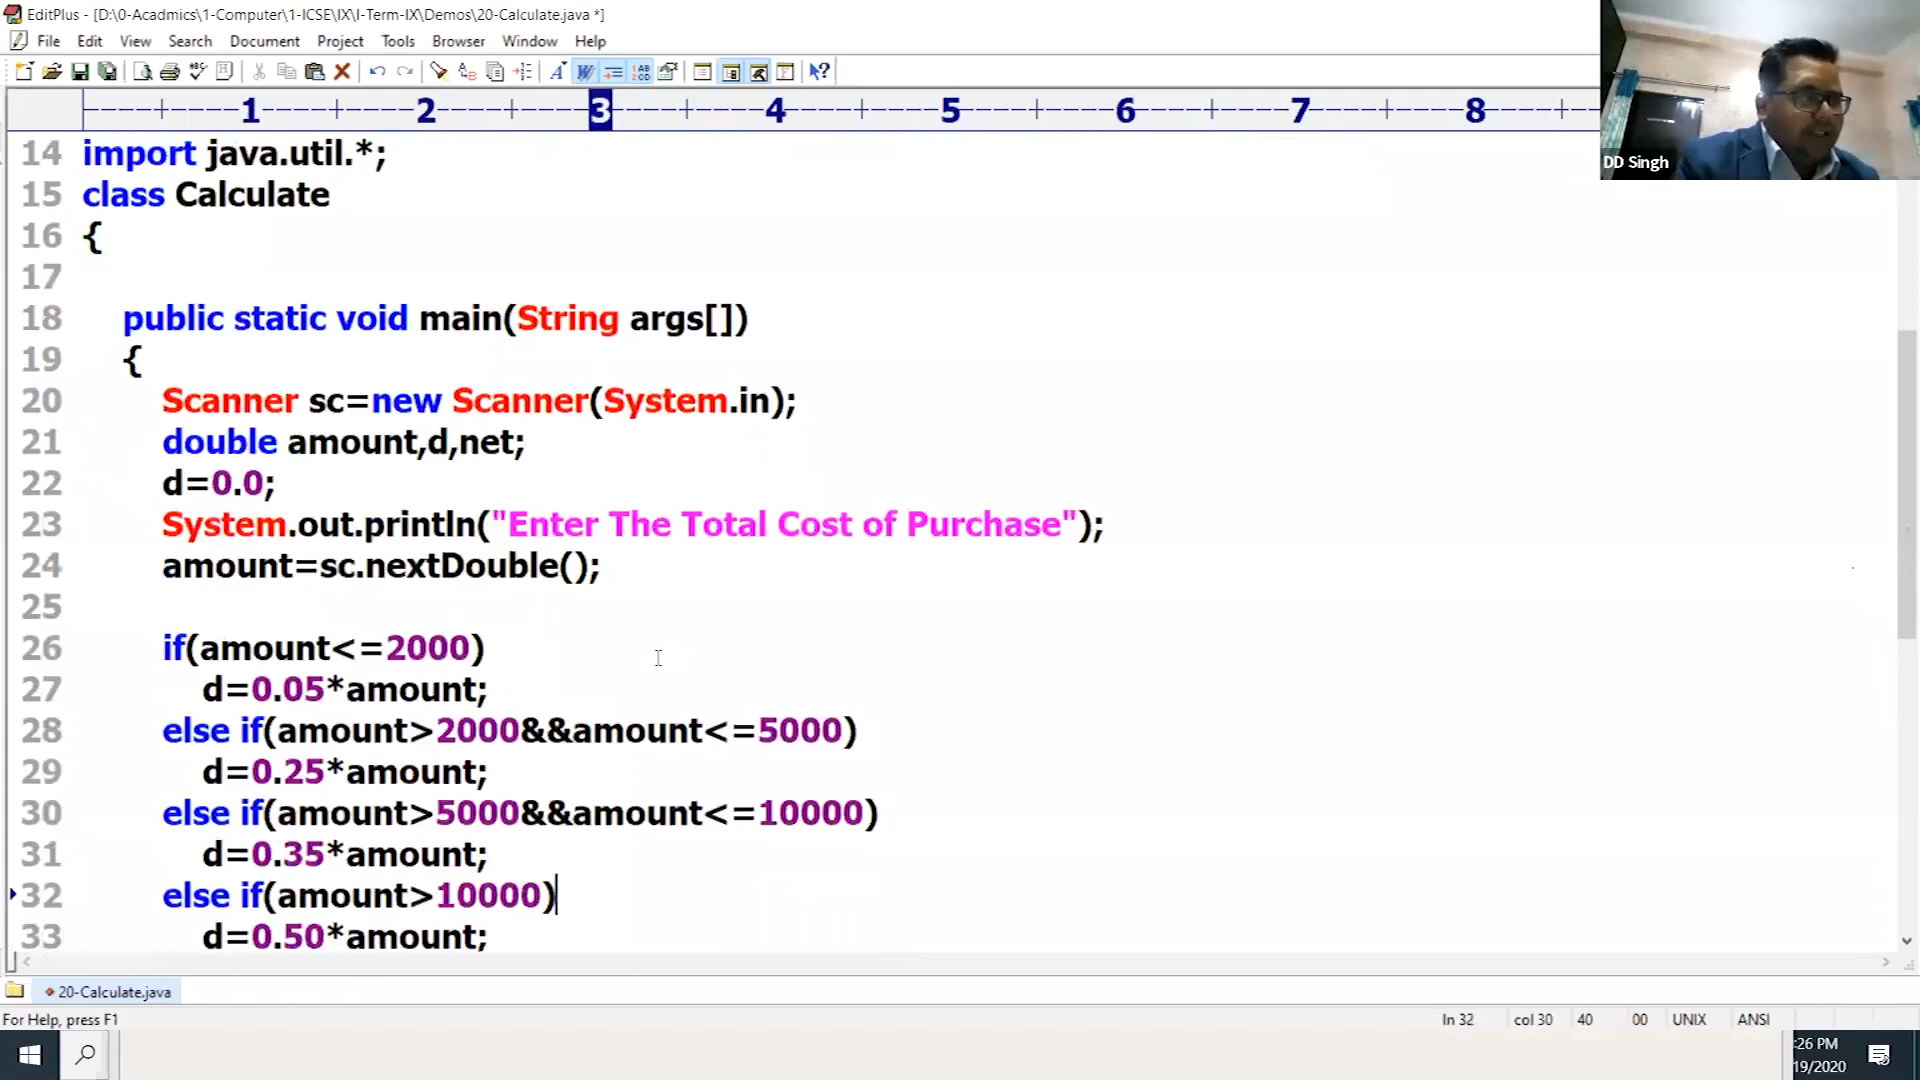 EditPlus - [D:\0-Acadmics\1-Computer\1-ICSE\IX\I-Term-IX\Demos\20-Calculate.java *]
File Edit View Search Document Project Tools Browser Window Help
1 2 3 4 5 6 7 8
DD Singh
14 import java.util.*;
15 class Calculate
16 {
17
18 public static void main(String args[])
19 {
20 Scanner sc=new Scanner(System.in);
21 double amount,d,net;
22 d=0.0;
23 System.out.println("Enter The Total Cost of Purchase");
24 amount=sc.nextDouble();
25
26 if(amount<=2000)
27 d=0.05*amount;
28 else if(amount>2000&&amount<=5000)
29 d=0.25*amount;
30 else if(amount>5000&&amount<=10000)
31 d=0.35*amount;
32 else if(amount>10000)
33 d=0.50*amount;
20-Calculate.java
For Help, press F1 ln 32 col 30 40 00 UNIX ANSI
:26 PM
19/2020